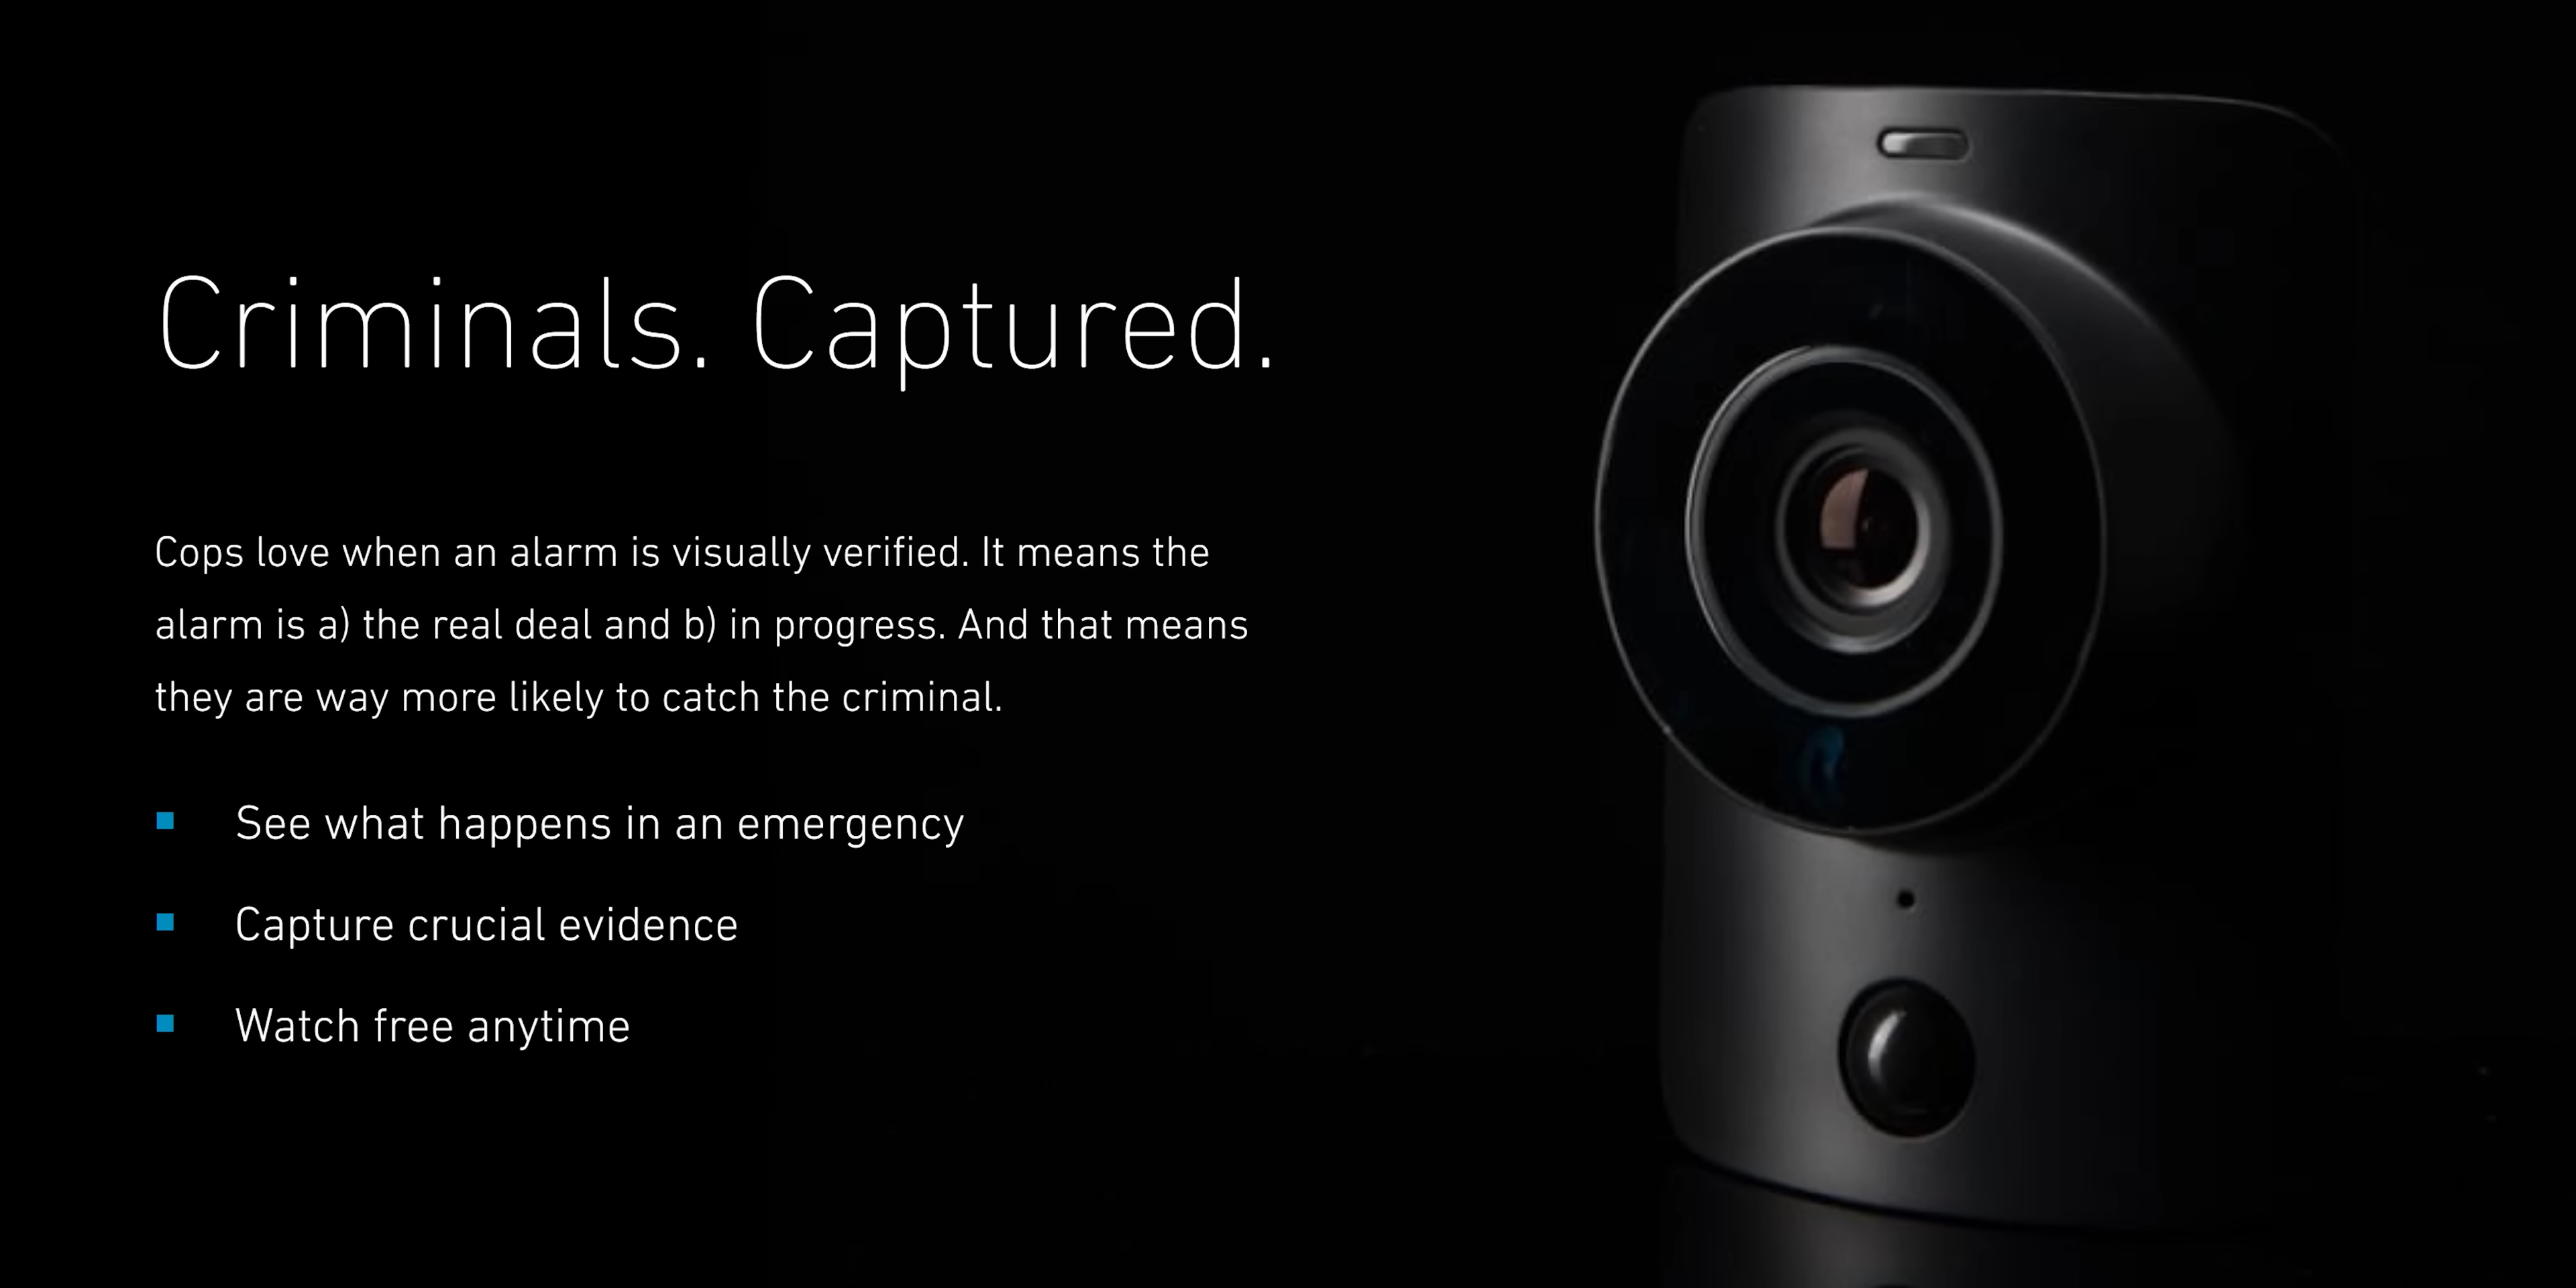 Criminals. Captured.
Cops love when an alarm is visually verified. It means the
alarm is a) the real deal and b) in progress. And that means
they are way more likely to catch the criminal.
See what happens in an emergency
Capture crucial evidence
Watch free anytime